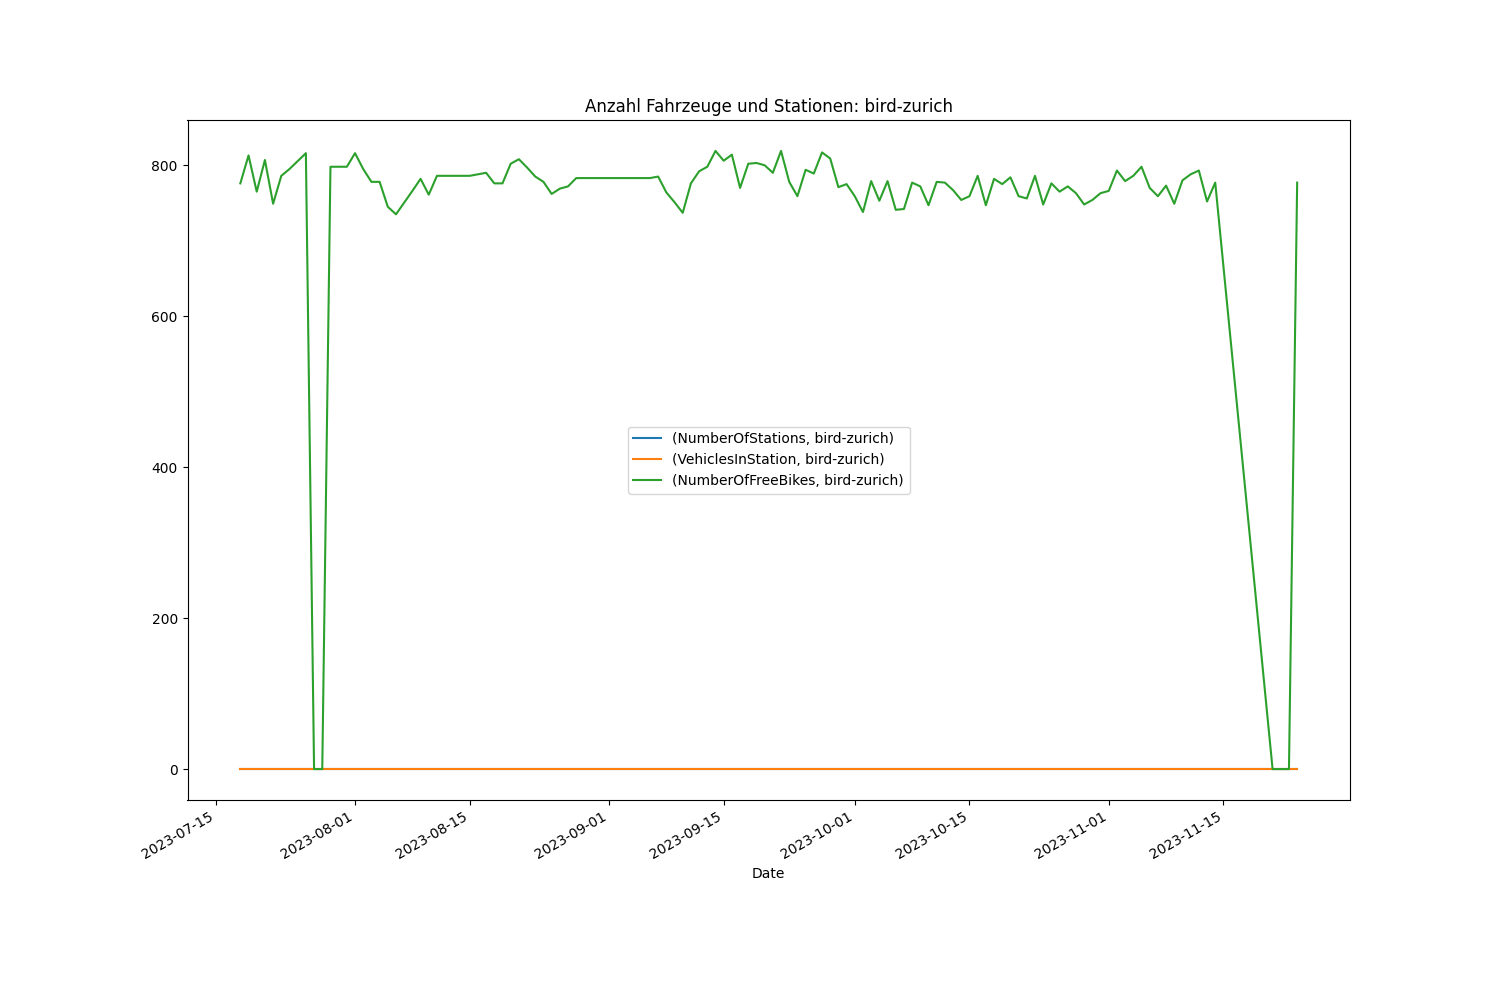 Anzahl Fahrzeuge und Stationen: bird-zurich
800
600
400
200
0
(NumberOfStations, bird-zurich)
(VehiclesInStation, bird-zurich)
(NumberOfFreeBikes, bird-zurich)
2023-07-15
2023-08-01
2023-08-15
2023-09-01
2023-09-15
2023-10-01
2023-10-15
2023-11-01
2023-11-15
Date